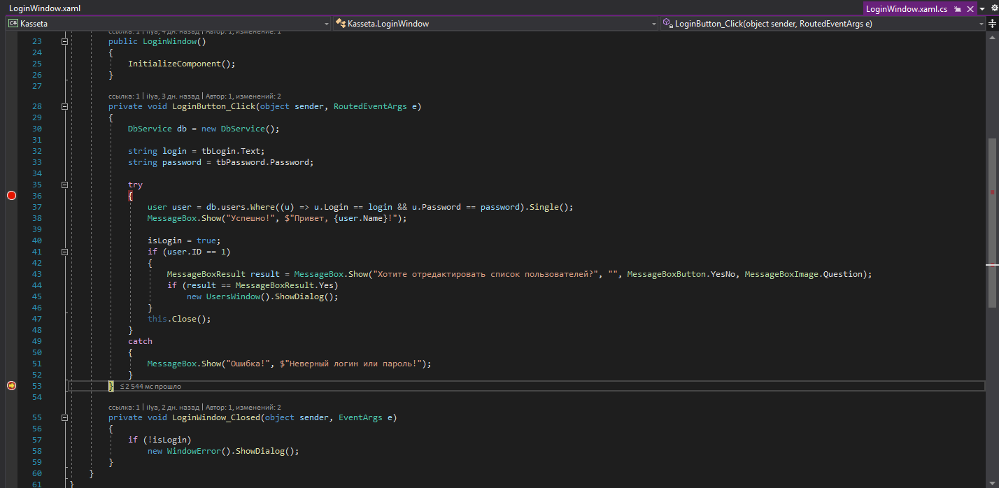 LoginWindow.xaml
LoginWindow.xaml.cs
C# Kasseta
Kasseta.LoginWindow
LoginButton_Click(object sender, RoutedEventArgs e)
ссылка: 1 | ilya, 4 дн. назад | Автор: 1, изменений: 1
23 public LoginWindow()
24 {
25 InitializeComponent();
26 }
27
ссылка: 1 | ilya, 3 дн. назад | Автор: 1, изменений: 2
28 private void LoginButton_Click(object sender, RoutedEventArgs e)
29 {
30 DbService db = new DbService();
31
32 string login = tbLogin.Text;
33 string password = tbPassword.Password;
34
35 try
36 {
37 user user = db.users.Where((u) => u.Login == login && u.Password == password).Single();
38 MessageBox.Show("Успешно!", $"Привет, {user.Name}!");
39
40 isLogin = true;
41 if (user.ID == 1)
42 {
43 MessageBoxResult result = MessageBox.Show("Хотите отредактировать список пользователей?", "", MessageBoxButton.YesNo, MessageBoxImage.Question);
44 if (result == MessageBoxResult.Yes)
45 new UsersWindow().ShowDialog();
46 }
47 this.Close();
48 }
49 catch
50 {
51 MessageBox.Show("Ошибка!", $"Неверный логин или пароль!");
52 }
53 } ≤2 544 мс прошло
54
ссылка: 1 | ilya, 2 дн. назад | Автор: 1, изменений: 2
55 private void LoginWindow_Closed(object sender, EventArgs e)
56 {
57 if (!isLogin)
58 new WindowError().ShowDialog();
59 }
60 }
61 }